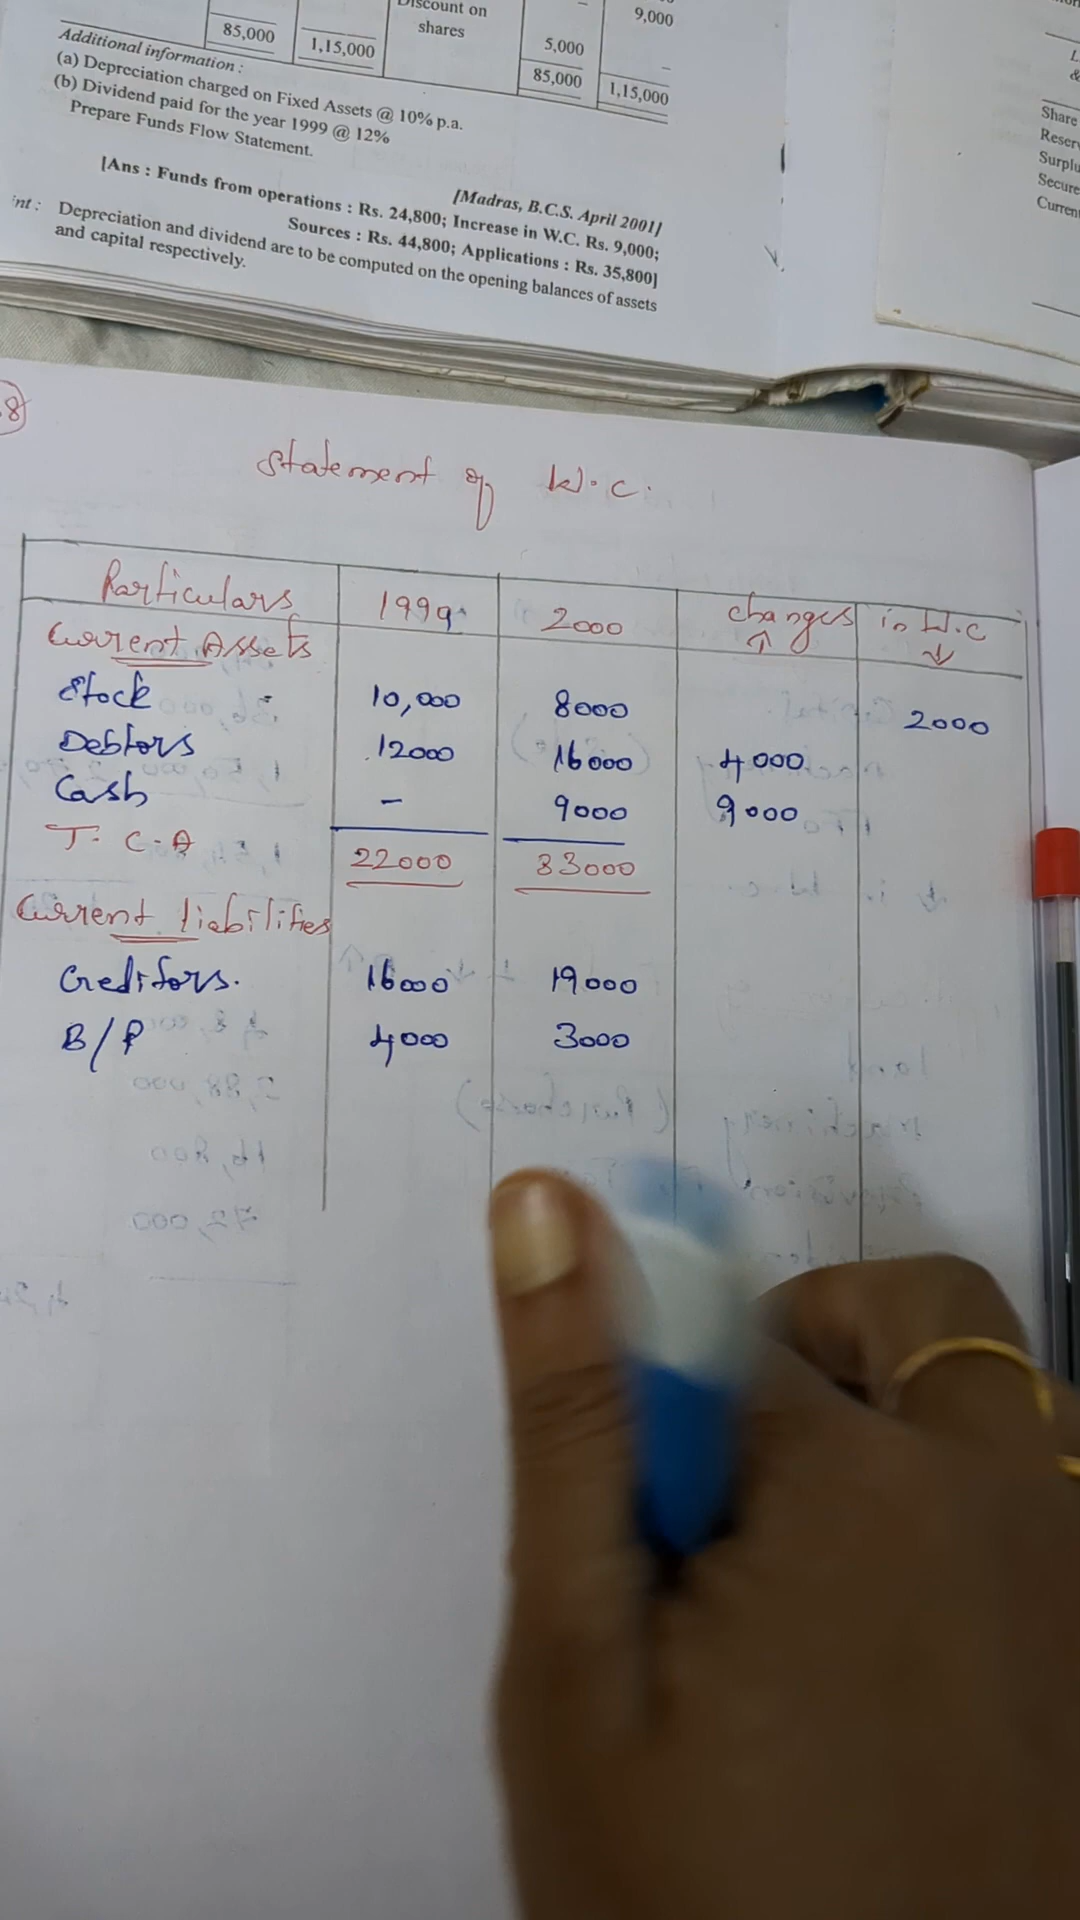 Discount on
shares
9,000
85,000
1,15,000
5,000
85,000
1,15,000
Additional information :
(a) Depreciation charged on Fixed Assets @ 10% p.a.
(b) Dividend paid for the year 1999 @ 12%
Prepare Funds Flow Statement.
[Madras, B.C.S. April 2001]
[Ans : Funds from operations : Rs. 24,800; Increase in W.C. Rs. 9,000;
Sources : Rs. 44,800; Applications : Rs. 35,800]
int : Depreciation and dividend are to be computed on the opening balances of assets
and capital respectively.
L
&
Share
Reserv
Surplu
Secure
Current
8
Statement of W.C.
Particulars 1999 2000 changes in W.C
↑ ↓
Current Assets
Stock 10,000 8000 2000
Debtors 12000 16000 4000
Cash - 9000 9000
T. C.A 22000 33000
Current liabilities
Creditors. 16000 19000
B/P 4000 3000